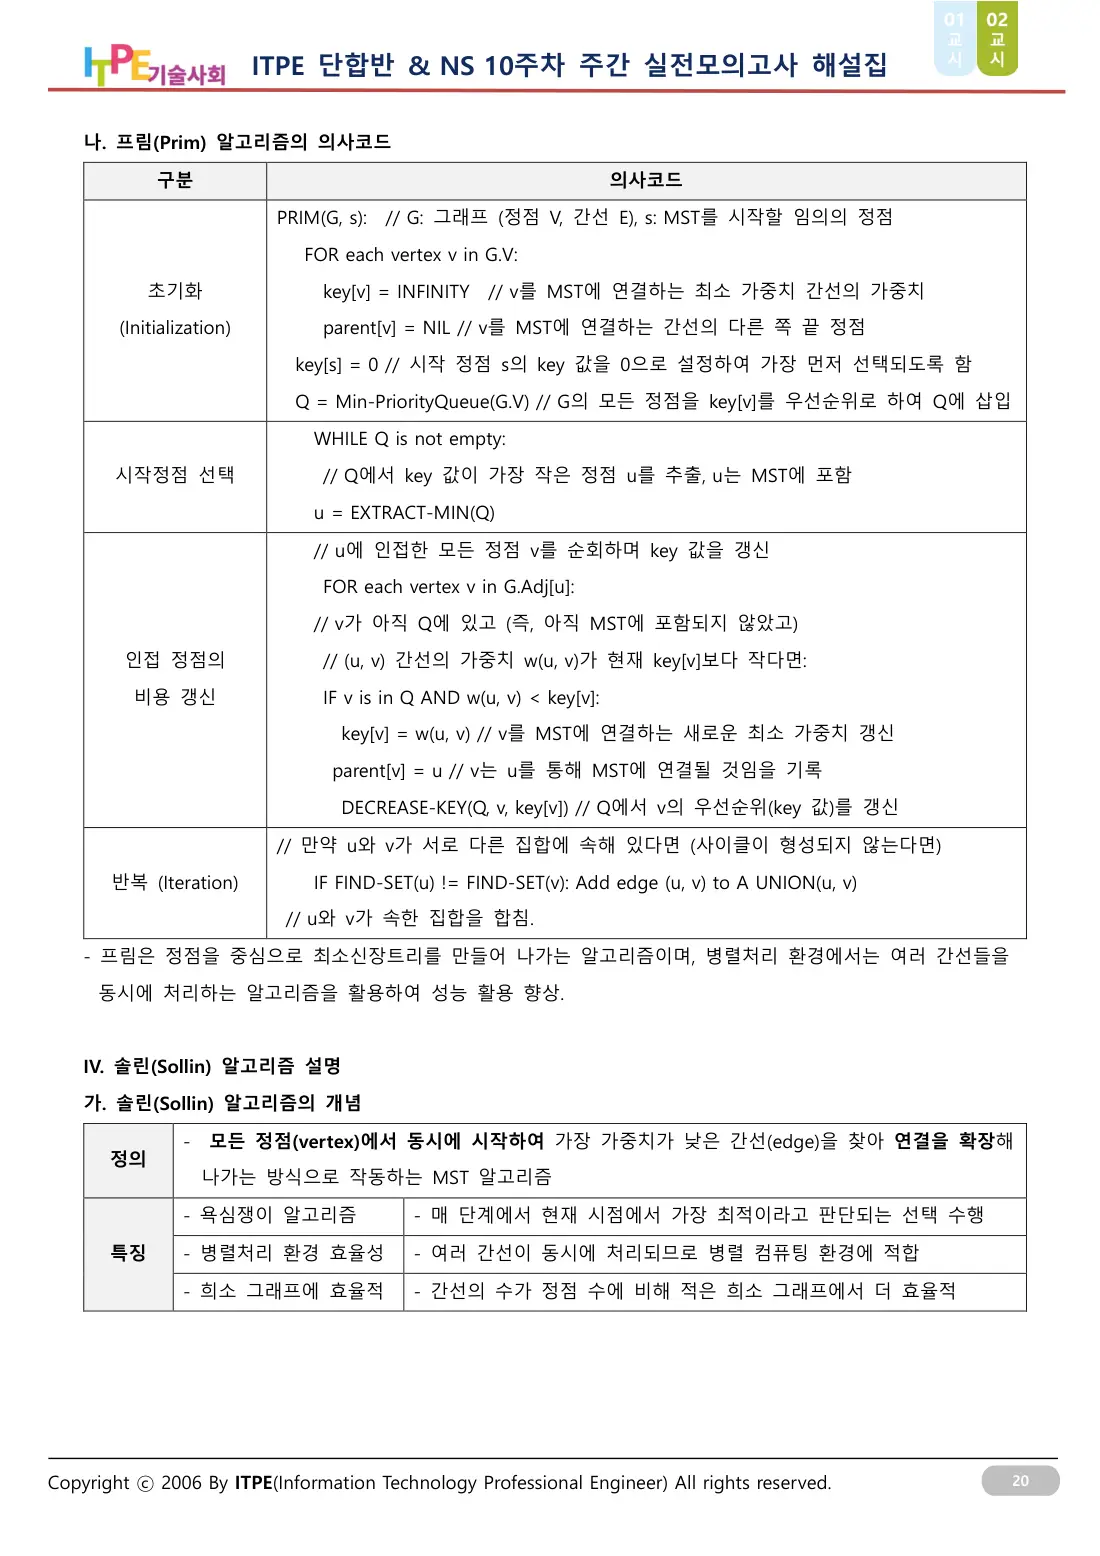 01
교
시
02
교
시
ITPE기술사회 ITPE 단합반 & NS 10주차 주간 실전모의고사 해설집
나. 프림(Prim) 알고리즘의 의사코드
구분 의사코드
초기화
(Initialization)
PRIM(G, s): // G: 그래프 (정점 V, 간선 E), s: MST를 시작할 임의의 정점
FOR each vertex v in G.V:
key[v] = INFINITY // v를 MST에 연결하는 최소 가중치 간선의 가중치
parent[v] = NIL // v를 MST에 연결하는 간선의 다른 쪽 끝 정점
key[s] = 0 // 시작 정점 s의 key 값을 0으로 설정하여 가장 먼저 선택되도록 함
Q = Min-PriorityQueue(G.V) // G의 모든 정점을 key[v]를 우선순위로 하여 Q에 삽입
시작정점 선택
WHILE Q is not empty:
// Q에서 key 값이 가장 작은 정점 u를 추출, u는 MST에 포함
u = EXTRACT-MIN(Q)
인접 정점의
비용 갱신
// u에 인접한 모든 정점 v를 순회하며 key 값을 갱신
FOR each vertex v in G.Adj[u]:
// v가 아직 Q에 있고 (즉, 아직 MST에 포함되지 않았고)
// (u, v) 간선의 가중치 w(u, v)가 현재 key[v]보다 작다면:
IF v is in Q AND w(u, v) < key[v]:
key[v] = w(u, v) // v를 MST에 연결하는 새로운 최소 가중치 갱신
parent[v] = u // v는 u를 통해 MST에 연결될 것임을 기록
DECREASE-KEY(Q, v, key[v]) // Q에서 v의 우선순위(key 값)를 갱신
반복 (Iteration)
// 만약 u와 v가 서로 다른 집합에 속해 있다면 (사이클이 형성되지 않는다면)
IF FIND-SET(u) != FIND-SET(v): Add edge (u, v) to A UNION(u, v)
// u와 v가 속한 집합을 합침.
- 프림은 정점을 중심으로 최소신장트리를 만들어 나가는 알고리즘이며, 병렬처리 환경에서는 여러 간선들을
동시에 처리하는 알고리즘을 활용하여 성능 활용 향상.
IV. 솔린(Sollin) 알고리즘 설명
가. 솔린(Sollin) 알고리즘의 개념
정의
- 모든 정점(vertex)에서 동시에 시작하여 가장 가중치가 낮은 간선(edge)을 찾아 연결을 확장해
나가는 방식으로 작동하는 MST 알고리즘
특징
- 욕심쟁이 알고리즘 - 매 단계에서 현재 시점에서 가장 최적이라고 판단되는 선택 수행
- 병렬처리 환경 효율성 - 여러 간선이 동시에 처리되므로 병렬 컴퓨팅 환경에 적합
- 희소 그래프에 효율적 - 간선의 수가 정점 수에 비해 적은 희소 그래프에서 더 효율적
Copyright ⓒ 2006 By ITPE(Information Technology Professional Engineer) All rights reserved. 20